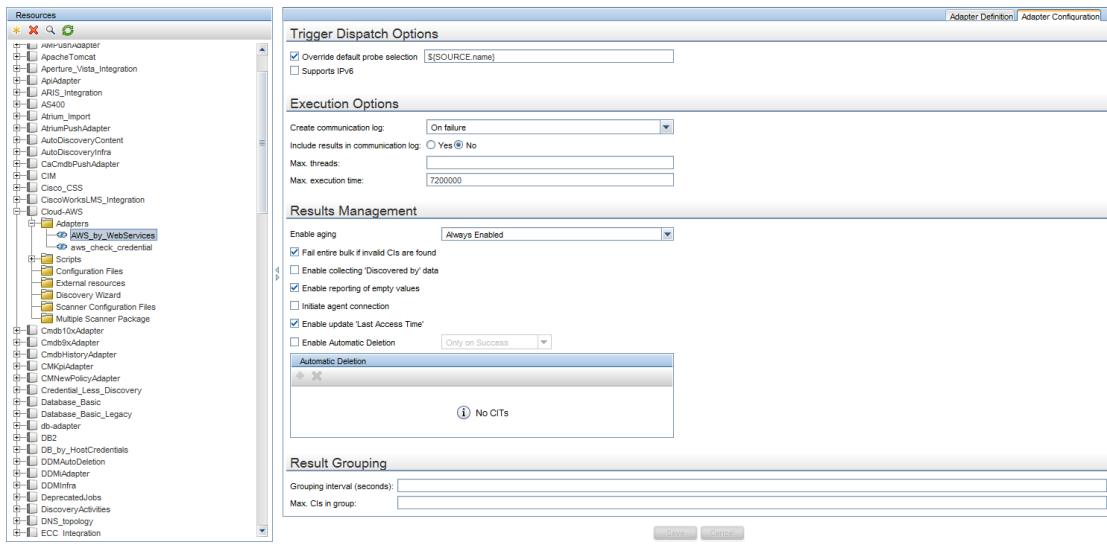 Resources
AMPushAdapter
ApacheTomcat
Aperture_Vista_Integration
ApiAdapter
ARIS_Integration
AS400
Atrium_Import
AtriumPushAdapter
AutoDiscoveryContent
AutoDiscoveryInfra
CaCmdbPushAdapter
CIM
Cisco_CSS
CiscoWorksLMS_Integration
Cloud-AWS
Adapters
AWS_by_WebServices
aws_check_credential
Scripts
Configuration Files
External resources
Discovery Wizard
Scanner Configuration Files
Multiple Scanner Package
Cmdb10xAdapter
Cmdb9xAdapter
CmdbHistoryAdapter
CMKpiAdapter
CMNewPolicyAdapter
Credential_Less_Discovery
Database_Basic
Database_Basic_Legacy
db-adapter
DB2
DB_by_HostCredentials
DDMAutoDeletion
DDMiAdapter
DDMInfra
DeprecatedJobs
DiscoveryActivities
DNS_topology
ECC_Integration
Adapter Definition Adapter Configuration
Trigger Dispatch Options
Override default probe selection ${SOURCE.name}
Supports IPv6
Execution Options
Create communication log: On failure
Include results in communication log: Yes No
Max. threads:
Max. execution time: 7200000
Results Management
Enable aging Always Enabled
Fail entire bulk if invalid CIs are found
Enable collecting 'Discovered by' data
Enable reporting of empty values
Initiate agent connection
Enable update 'Last Access Time'
Enable Automatic Deletion Only on Success
Automatic Deletion
No CITs
Result Grouping
Grouping interval (seconds):
Max. CIs in group:
Save Cancel